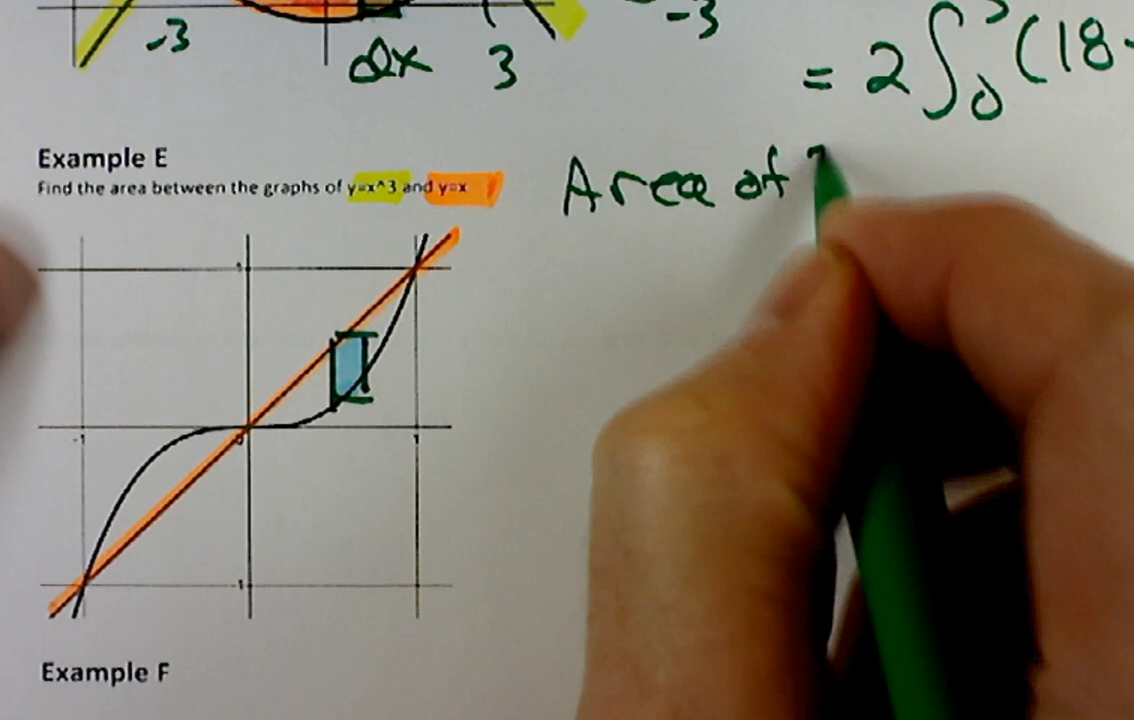 -3
dx
3
-3
= 2∫₀³(18-
Example E
Find the area between the graphs of y=x^3 and y=x
Area of
1
-1
0
1
-1
Example F